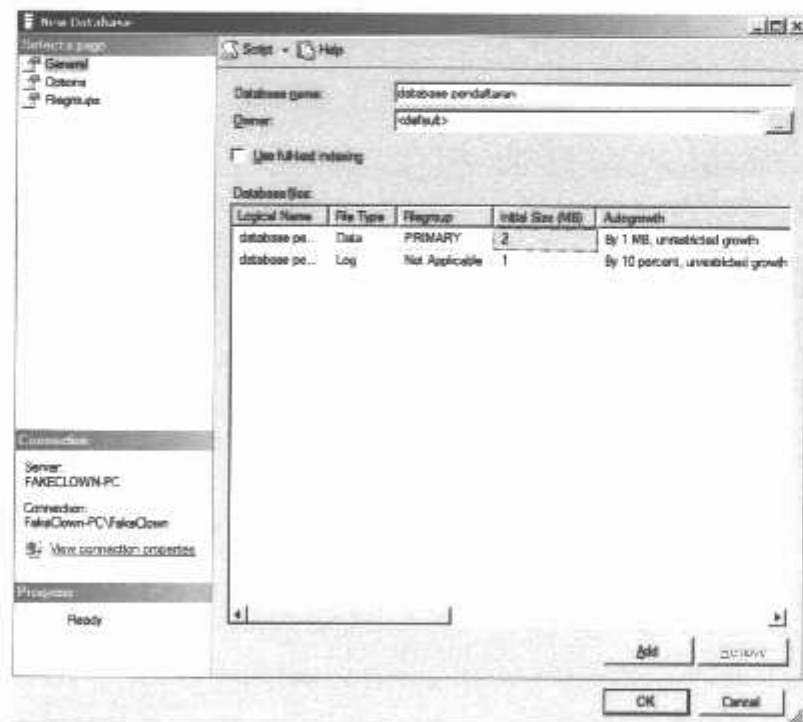 New Database
Select a page
General
Options
Filegroups
Script
Help
Database name:
database pendaftaran
Owner:
<default>
...
Use full-text indexing
Database files:
Logical Name File Type Filegroup Initial Size (MB) Autogrowth
database pe... Data PRIMARY 2 By 1 MB, unrestricted growth
database pe... Log Not Applicable 1 By 10 percent, unrestricted growth
Connection
Server:
FAKECLOWN-PC
Connection:
FakeClown-PC\FakeClown
View connection properties
Progress
Ready
Add
Remove
OK
Cancel